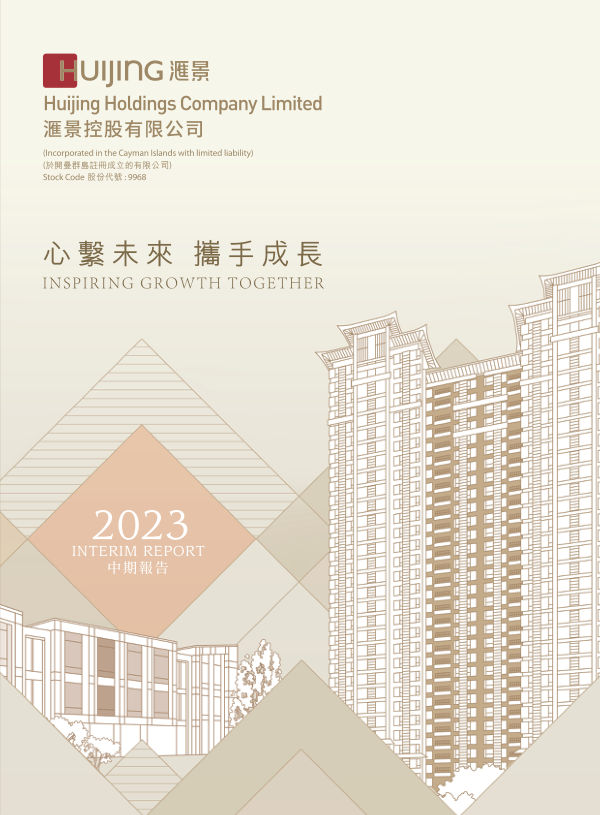 HUIJING 滙景
Huijing Holdings Company Limited
滙景控股有限公司
(Incorporated in the Cayman Islands with limited liability)
(於開曼群島註冊成立的有限公司)
Stock Code 股份代號 : 9968
心繫未來 攜手成長
INSPIRING GROWTH TOGETHER
2023
INTERIM REPORT
中期報告